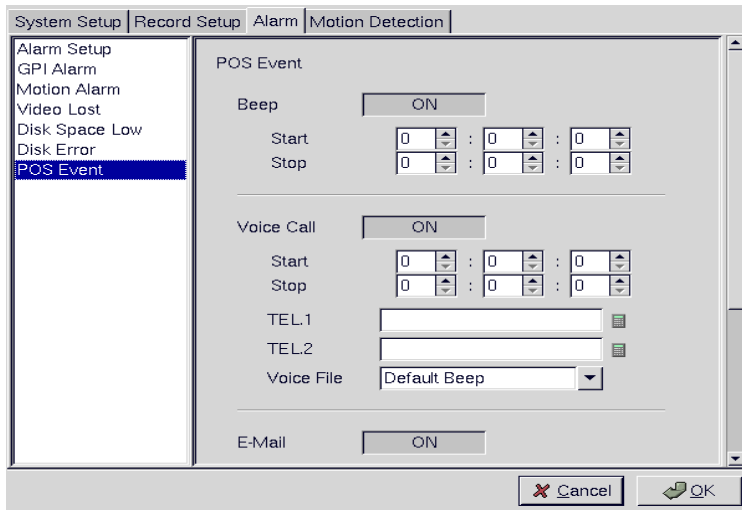 System Setup Record Setup Alarm Motion Detection
Alarm Setup
GPI Alarm
Motion Alarm
Video Lost
Disk Space Low
Disk Error
POS Event
POS Event
Beep ON
Start 0 : 0 : 0
Stop 0 : 0 : 0
Voice Call ON
Start 0 : 0 : 0
Stop 0 : 0 : 0
TEL.1
TEL.2
Voice File Default Beep
E-Mail ON
Cancel OK